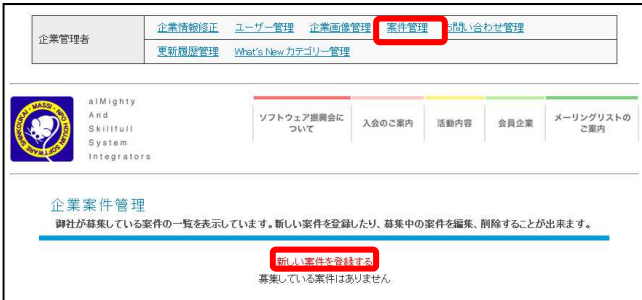 企業管理者
企業情報修正 ユーザー管理 企業画像管理 案件管理 お問い合わせ管理
更新履歴管理 What's New カテゴリー管理
alMighty
And
Skillfull
System
Integrators
ソフトウェア振興会について
入会のご案内
活動内容
会員企業
メーリングリストのご案内
企業案件管理
御社が募集している案件の一覧を表示しています。新しい案件を登録したり、募集中の案件を編集、削除することが出来ます。
新しい案件を登録する
募集している案件はありません